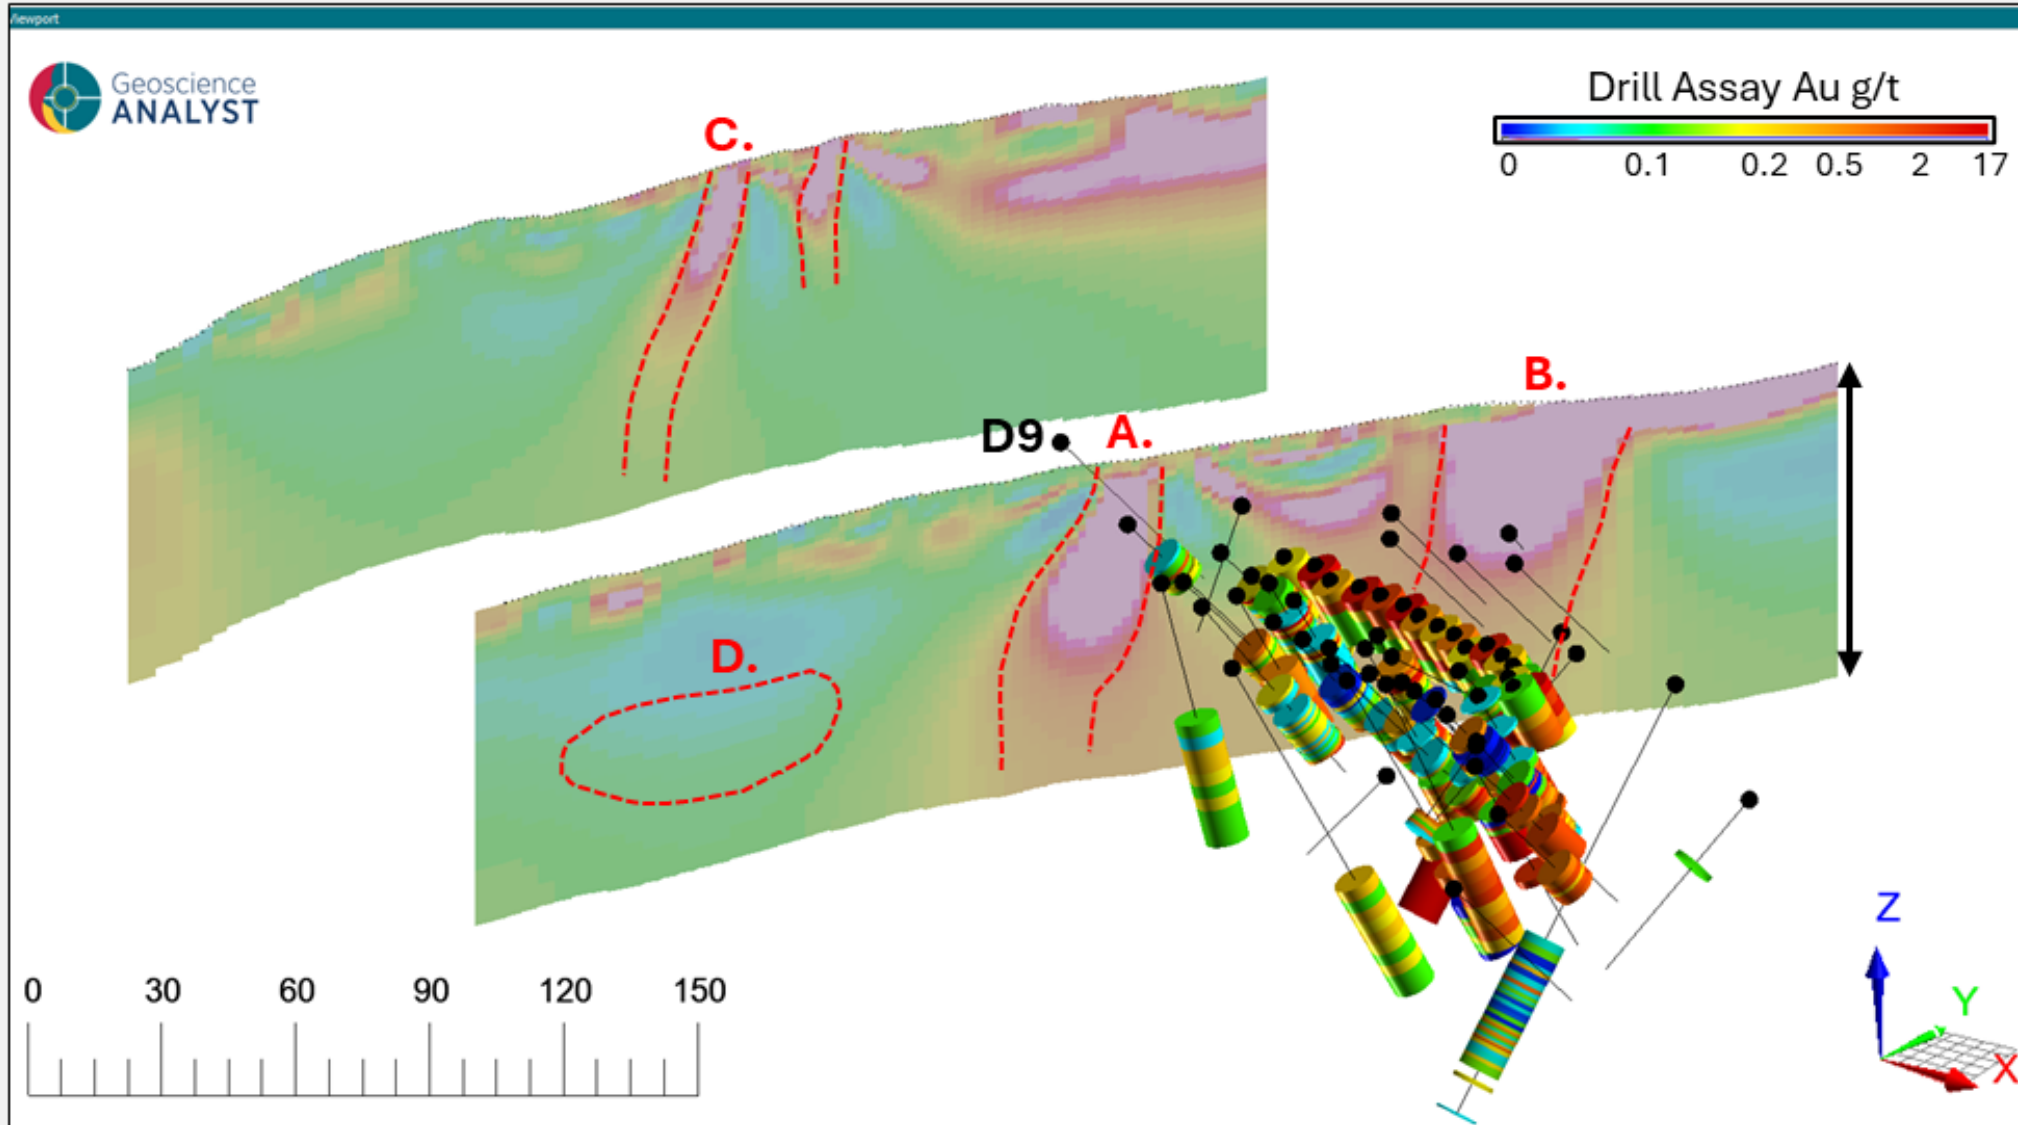 Viewport
Geoscience
ANALYST
Drill Assay Au g/t
0 0.1 0.2 0.5 2 17
C.
B.
D9
A.
D.
0 30 60 90 120 150
Z
Y
X